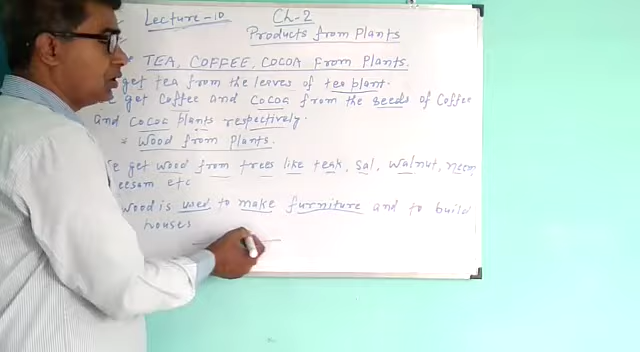 Lecture-10 Ch-2
Products from Plants
* TEA, COFFEE, COCOA From Plants.
get tea from the leaves of tea plant.
get Coffee and Cocoa from the seeds of Coffee
and Cocoa plants respectively.
* Wood from plants.
get wood from trees like teak, Sal, Walnut, neem,
eesam etc
Wood is used to make furniture and to build
houses